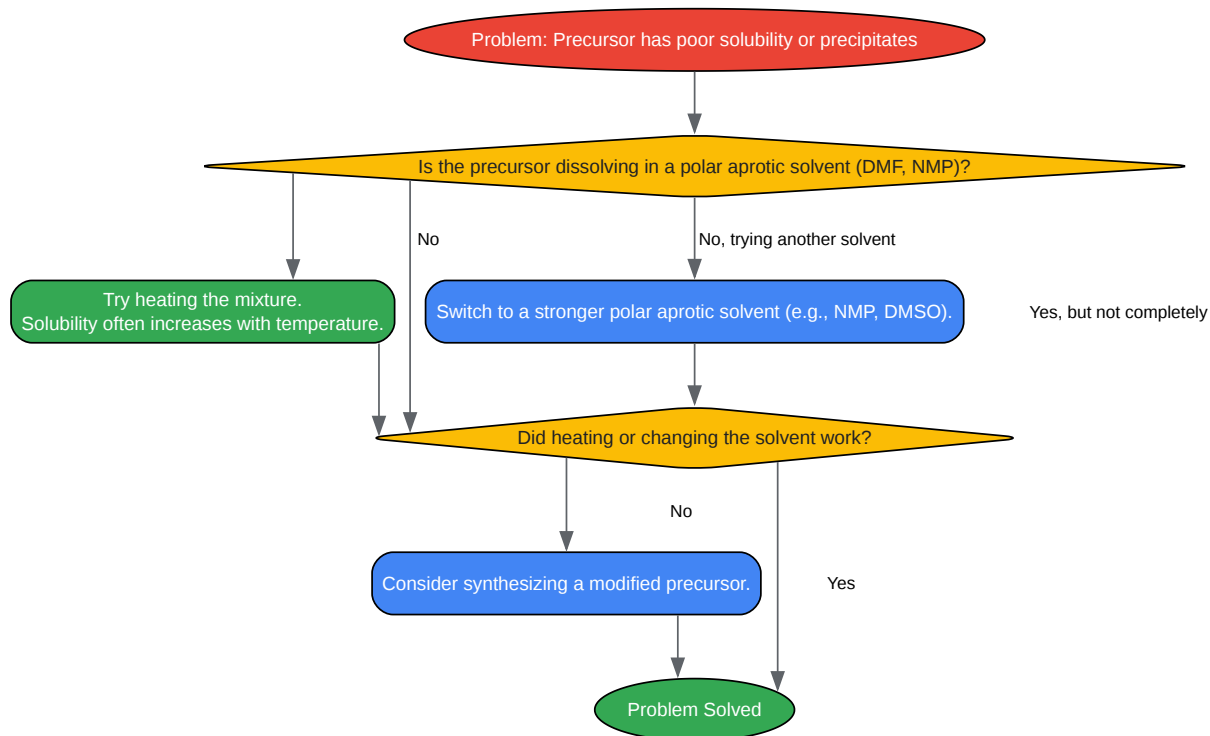 Problem: Precursor has poor solubility or precipitates
Is the precursor dissolving in a polar aprotic solvent (DMF, NMP)?
No
No, trying another solvent
Try heating the mixture.
Solubility often increases with temperature.
Switch to a stronger polar aprotic solvent (e.g., NMP, DMSO).
Yes, but not completely
Did heating or changing the solvent work?
No
Consider synthesizing a modified precursor.
Yes
Problem Solved